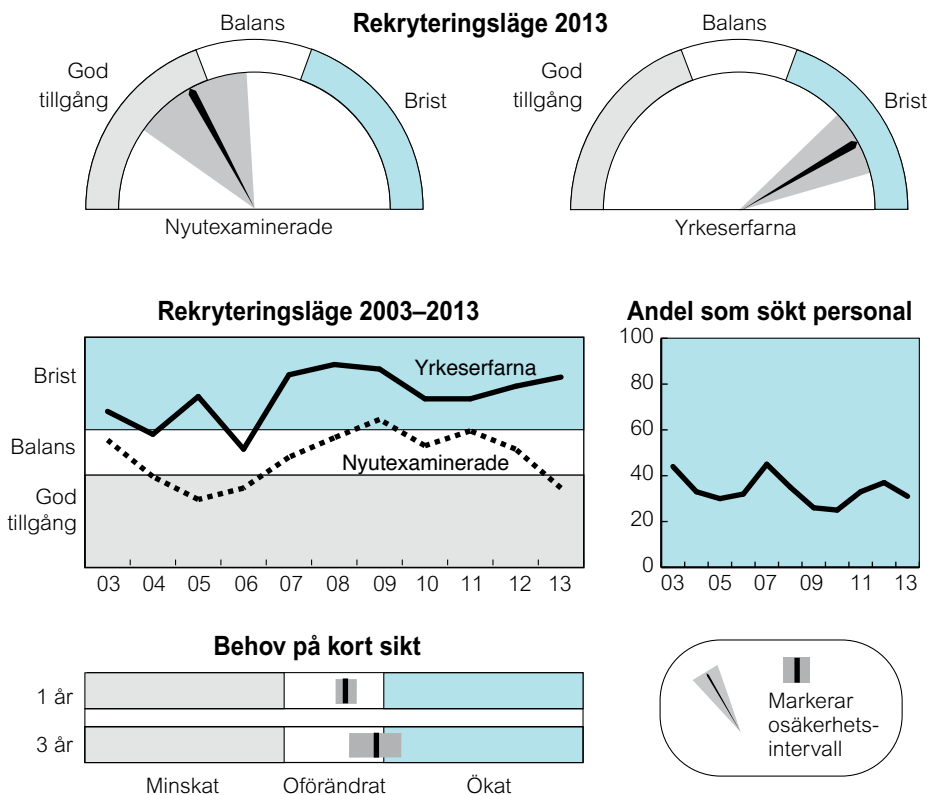 Rekryteringsläge 2013
Balans
God
tillgång
Brist
Nyutexaminerade
Balans
God
tillgång
Brist
Yrkeserfarna
Rekryteringsläge 2003–2013
Brist
Balans
God
tillgång
Yrkeserfarna
Nyutexaminerade
03 04 05 06 07 08 09 10 11 12 13
Andel som sökt personal
100
80
60
40
20
0
03 05 07 09 11 13
Behov på kort sikt
1 år
3 år
Minskat Oförändrat Ökat
Markerar
osäkerhets-
intervall